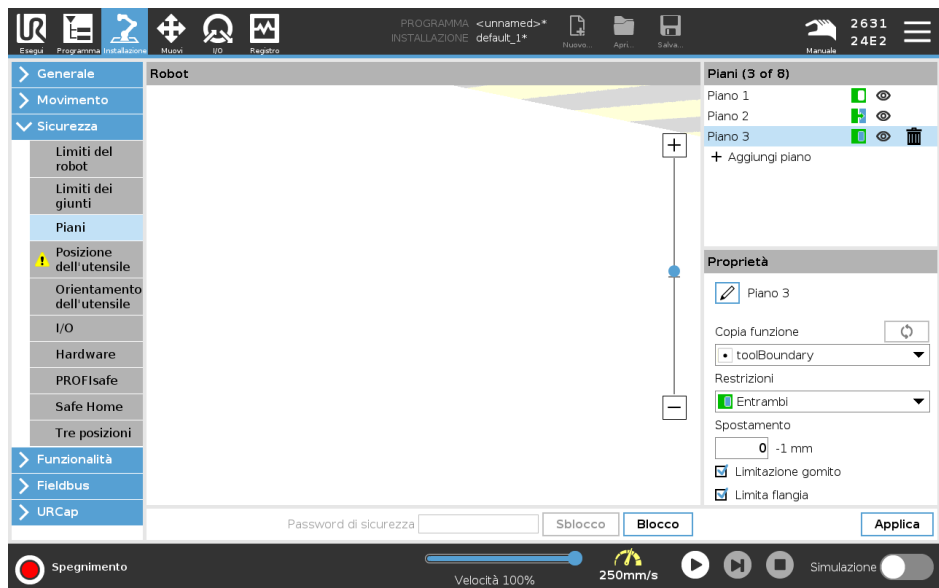 PROGRAMMA <unnamed>*
INSTALLAZIONE default_1*
Esegui
Programma
Installazione
Muovi
I/O
Registro
Nuovo...
Apri...
Salva...
Manuale
2631
24E2
Generale
Movimento
Sicurezza
Limiti del
robot
Limiti dei
giunti
Piani
Posizione
dell'utensile
Orientamento
dell'utensile
I/O
Hardware
PROFIsafe
Safe Home
Tre posizioni
Funzionalità
Fieldbus
URCap
Robot
Piani (3 of 8)
Piano 1
Piano 2
Piano 3
+ Aggiungi piano
Proprietà
Piano 3
Copia funzione
toolBoundary
Restrizioni
Entrambi
Spostamento
0 -1 mm
Limitazione gomito
Limita flangia
Password di sicurezza
Sblocco
Blocco
Applica
Spegnimento
Velocità 100%
250mm/s
Simulazione